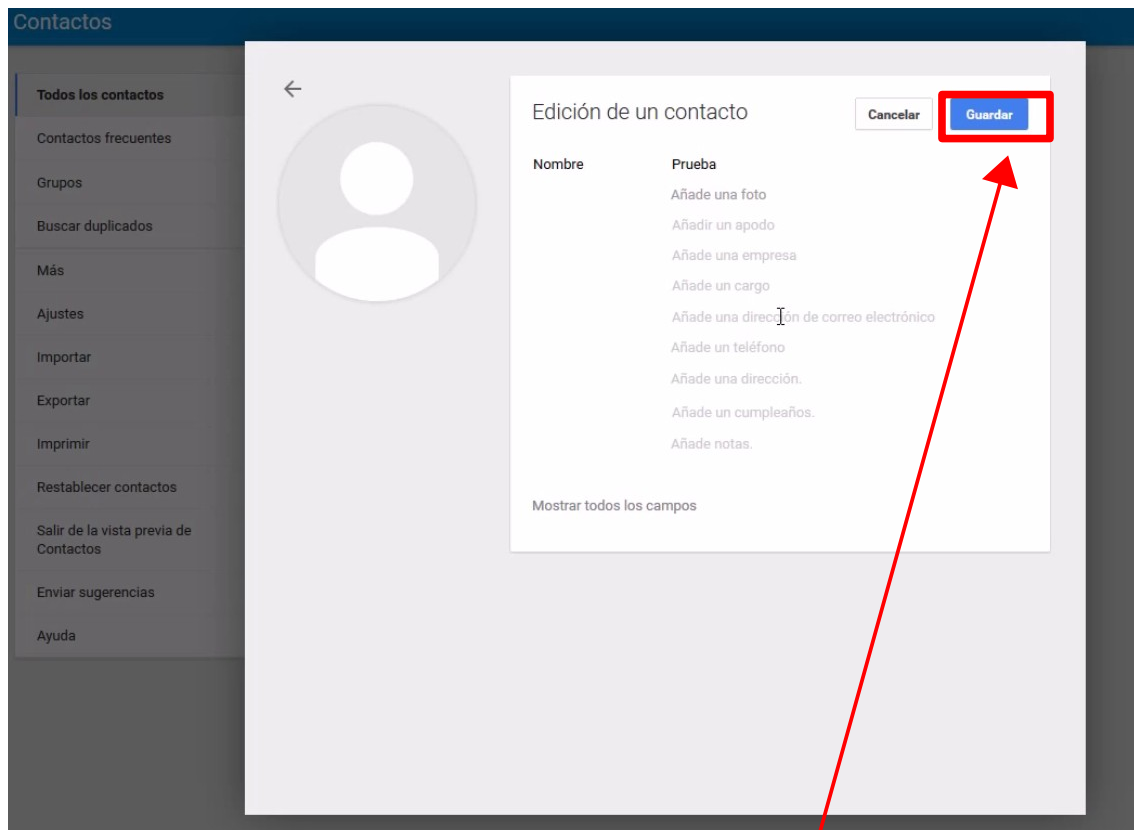 Contactos
Todos los contactos
Contactos frecuentes
Grupos
Buscar duplicados
Más
Ajustes
Importar
Exportar
Imprimir
Restablecer contactos
Salir de la vista previa de
Contactos
Enviar sugerencias
Ayuda
Edición de un contacto
Cancelar
Guardar
Nombre
Prueba
Añade una foto
Añadir un apodo
Añade una empresa
Añade un cargo
Añade una dirección de correo electrónico
Añade un teléfono
Añade una dirección.
Añade un cumpleaños.
Añade notas.
Mostrar todos los campos